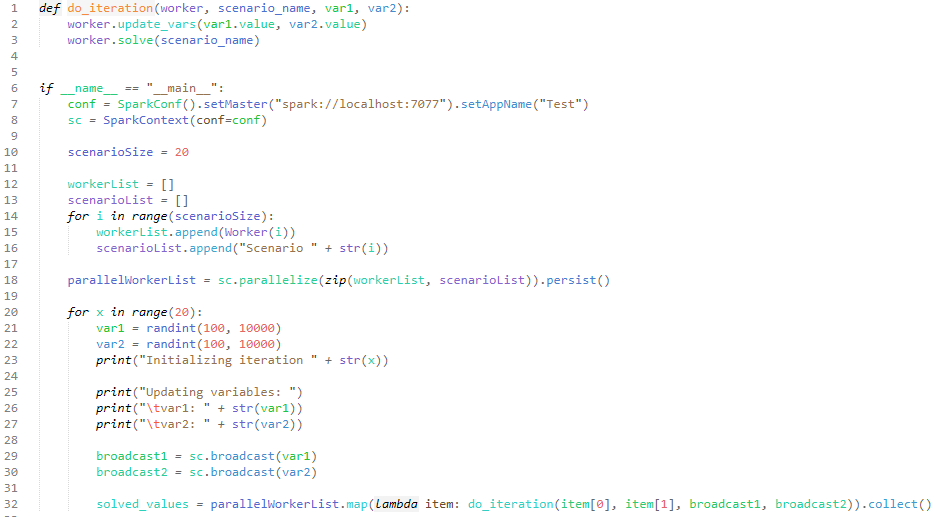 1 def do_iteration(worker, scenario_name, var1, var2):
2     worker.update_vars(var1.value, var2.value)
3     worker.solve(scenario_name)
4
5
6 if __name__ == "__main__":
7     conf = SparkConf().setMaster("spark://localhost:7077").setAppName("Test")
8     sc = SparkContext(conf=conf)
9
10     scenarioSize = 20
11
12     workerList = []
13     scenarioList = []
14     for i in range(scenarioSize):
15         workerList.append(Worker(i))
16         scenarioList.append("Scenario " + str(i))
17
18     parallelWorkerList = sc.parallelize(zip(workerList, scenarioList)).persist()
19
20     for x in range(20):
21         var1 = randint(100, 10000)
22         var2 = randint(100, 10000)
23         print("Initializing iteration " + str(x))
24
25         print("Updating variables: ")
26         print("\tvar1: " + str(var1))
27         print("\tvar2: " + str(var2))
28
29         broadcast1 = sc.broadcast(var1)
30         broadcast2 = sc.broadcast(var2)
31
32         solved_values = parallelWorkerList.map(lambda item: do_iteration(item[0], item[1], broadcast1, broadcast2)).collect()